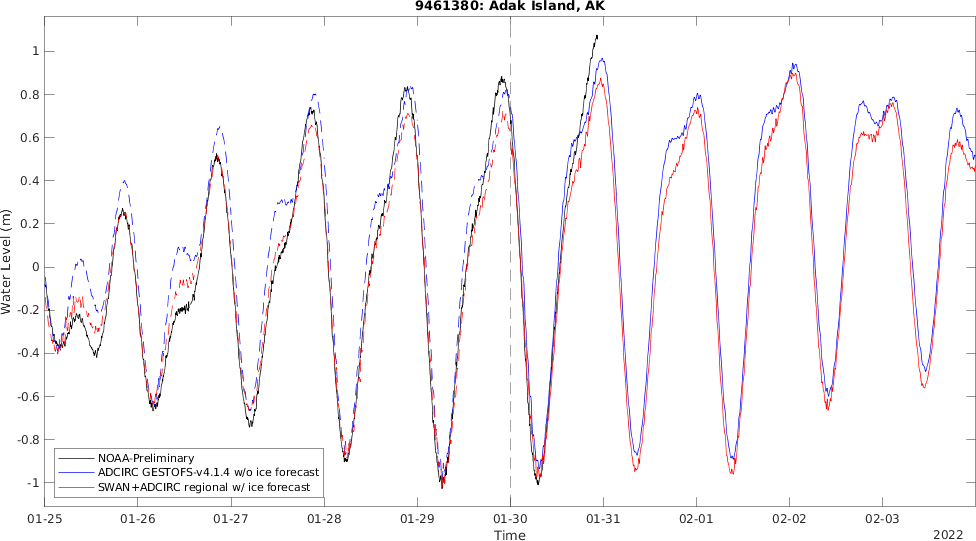 9461380: Adak Island, AK
Water Level (m)
1
0.8
0.6
0.4
0.2
0
-0.2
-0.4
-0.6
-0.8
-1
NOAA-Preliminary
ADCIRC GESTOFS-v4.1.4 w/o ice forecast
SWAN+ADCIRC regional w/ ice forecast
01-25 01-26 01-27 01-28 01-29 01-30 01-31 02-01 02-02 02-03
Time
2022